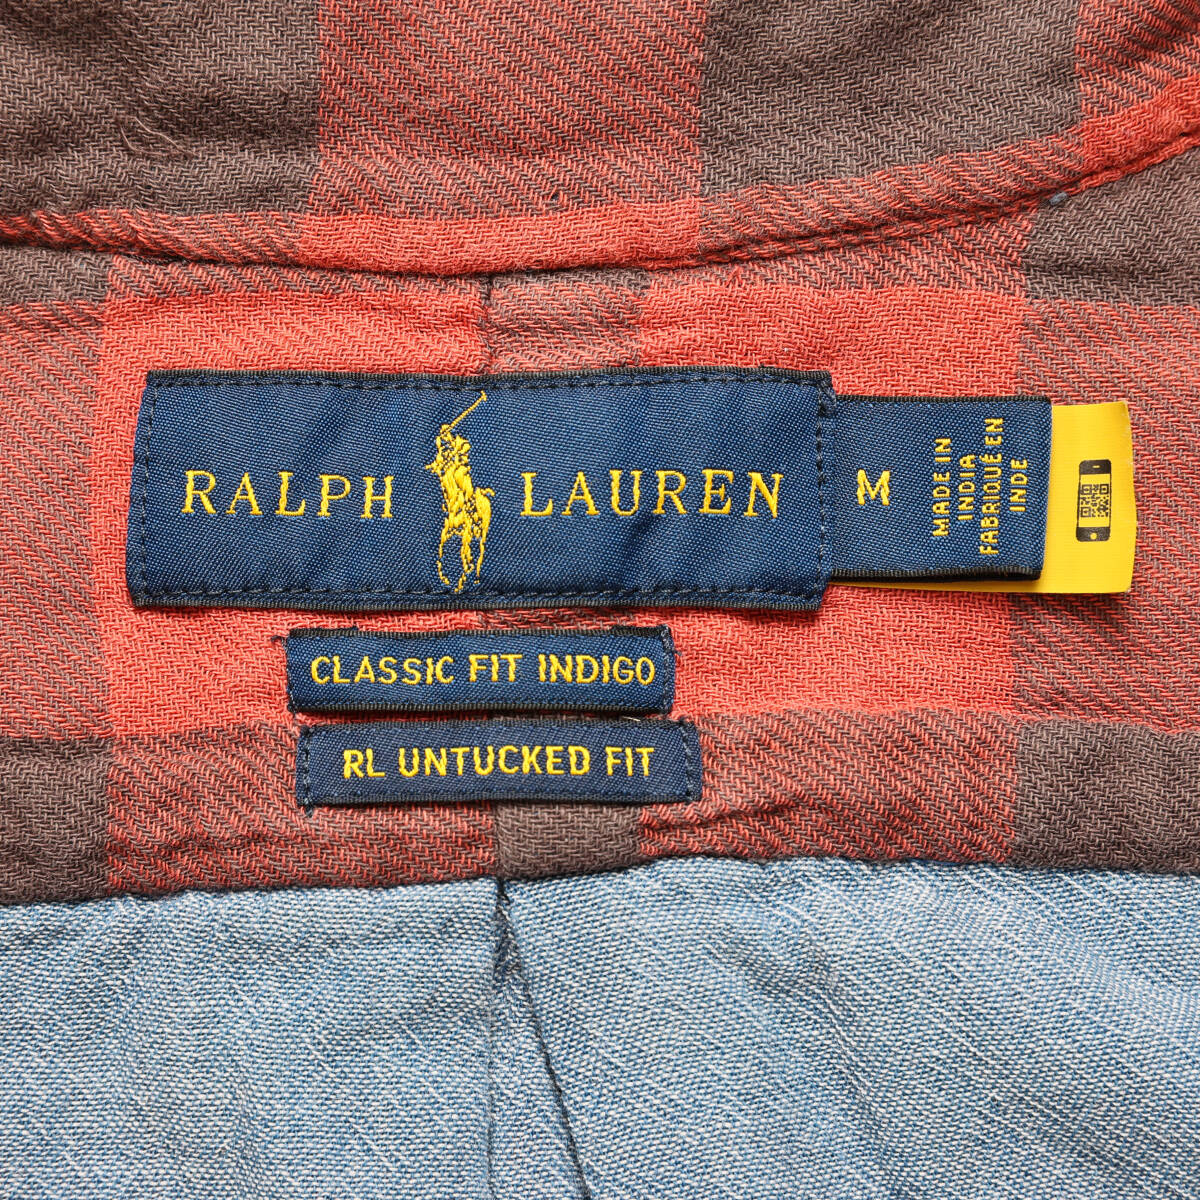 RALPH LAUREN
M
MADE IN
INDIA
FABRIQUÉ EN
INDE
CLASSIC FIT INDIGO
RL UNTUCKED FIT